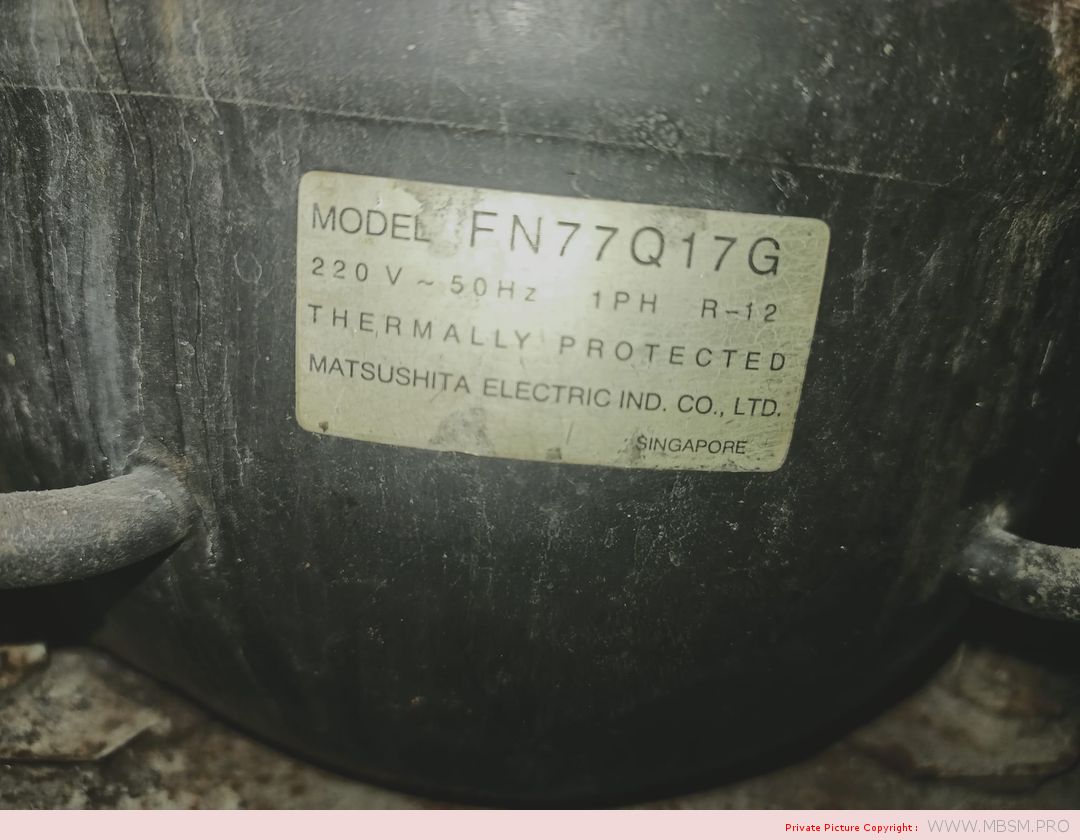 MODEL FN77Q17G
220 V ~ 50Hz 1PH R-12
THERMALLY PROTECTED
MATSUSHITA ELECTRIC IND. CO., LTD.
SINGAPORE
Private Picture Copyright : WWW.MBSM.PRO